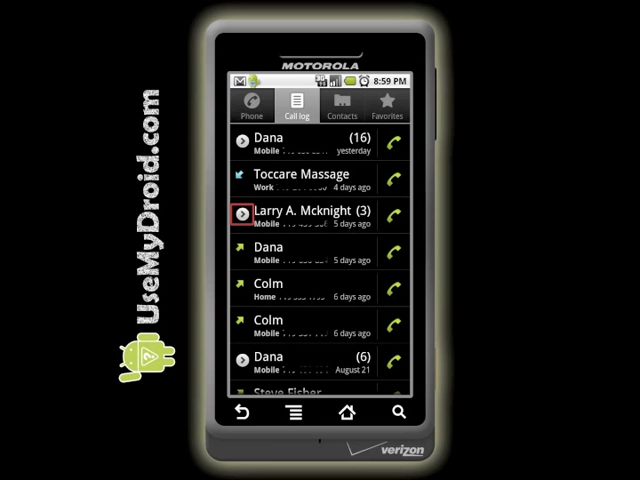 UseMyDroid.com
MOTOROLA
8:59 PM
Phone
Call log
Contacts
Favorites
Dana (16)
Mobile yesterday
Toccare Massage
Work 4 days ago
Larry A. Mcknight (3)
Mobile 5 days ago
Dana
Mobile 5 days ago
Colm
Home 6 days ago
Colm
Mobile 6 days ago
Dana (6)
Mobile August 21
Steve Fisher
verizon